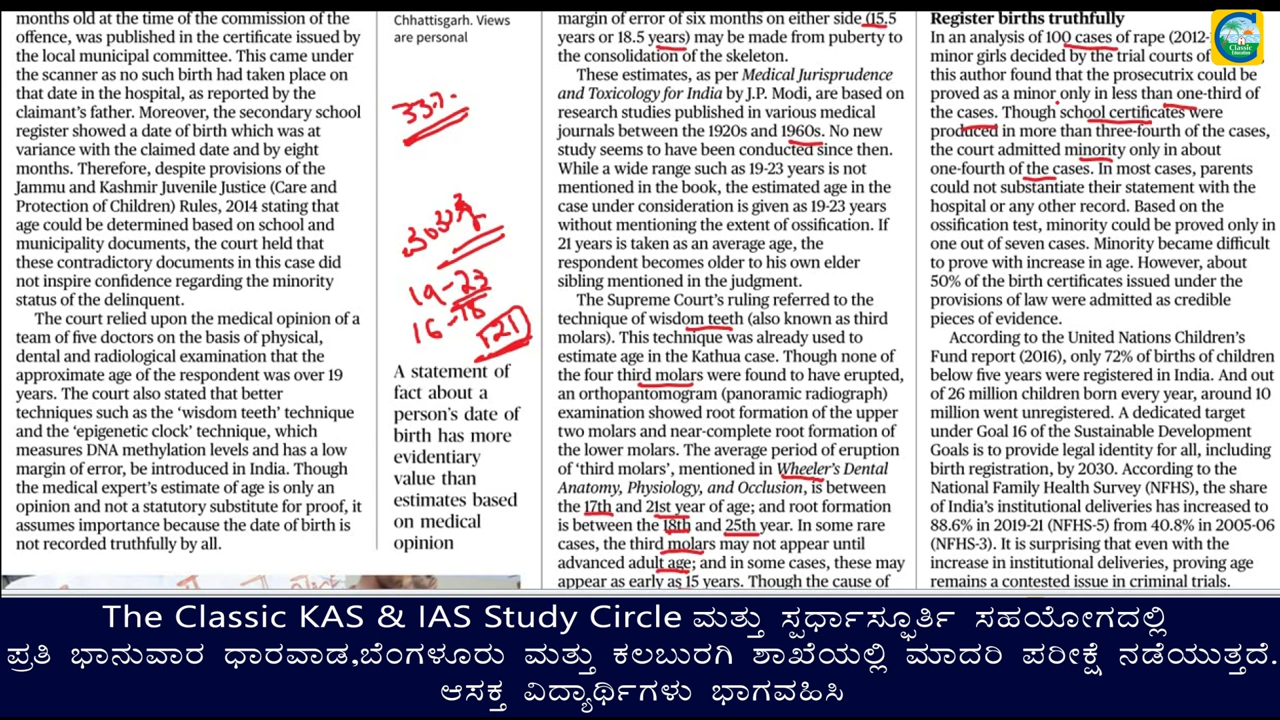 months old at the time of the commission of the
offence, was published in the certificate issued by
the local municipal committee. This came under
the scanner as no such birth had taken place on
that date in the hospital, as reported by the
claimant's father. Moreover, the secondary school
register showed a date of birth which was at
variance with the claimed date and by eight
months. Therefore, despite provisions of the
Jammu and Kashmir Juvenile Justice (Care and
Protection of Children) Rules, 2014 stating that
age could be determined based on school and
municipality documents, the court held that
these contradictory documents in this case did
not inspire confidence regarding the minority
status of the delinquent.
The court relied upon the medical opinion of a
team of five doctors on the basis of physical,
dental and radiological examination that the
approximate age of the respondent was over 19
years. The court also stated that better
techniques such as the 'wisdom teeth' technique
and the 'epigenetic clock' technique, which
measures DNA methylation levels and has a low
margin of error, be introduced in India. Though
the medical expert's estimate of age is only an
opinion and not a statutory substitute for proof, it
assumes importance because the date of birth is
not recorded truthfully by all.
Chhattisgarh. Views
are personal
33%
19-23
16-18
21
A statement of
fact about a
person's date of
birth has more
evidentiary
value than
estimates based
on medical
opinion
margin of error of six months on either side (15.5
years or 18.5 years) may be made from puberty to
the consolidation of the skeleton.
These estimates, as per Medical Jurisprudence
and Toxicology for India by J.P. Modi, are based on
research studies published in various medical
journals between the 1920s and 1960s. No new
study seems to have been conducted since then.
While a wide range such as 19-23 years is not
mentioned in the book, the estimated age in the
case under consideration is given as 19-23 years
without mentioning the extent of ossification. If
21 years is taken as an average age, the
respondent becomes older to his own elder
sibling mentioned in the judgment.
The Supreme Court's ruling referred to the
technique of wisdom teeth (also known as third
molars). This technique was already used to
estimate age in the Kathua case. Though none of
the four third molars were found to have erupted,
an orthopantomogram (panoramic radiograph)
examination showed root formation of the upper
two molars and near-complete root formation of
the lower molars. The average period of eruption
of 'third molars', mentioned in Wheeler's Dental
Anatomy, Physiology, and Occlusion, is between
the 17th and 21st year of age; and root formation
is between the 18th and 25th year. In some rare
cases, the third molars may not appear until
advanced adult age; and in some cases, these may
appear as early as 15 years. Though the cause of
Register births truthfully
In an analysis of 100 cases of rape (2012-
minor girls decided by the trial courts of
this author found that the prosecutrix could be
proved as a minor only in less than one-third of
the cases. Though school certificates were
produced in more than three-fourth of the cases,
the court admitted minority only in about
one-fourth of the cases. In most cases, parents
could not substantiate their statement with the
hospital or any other record. Based on the
ossification test, minority could be proved only in
one out of seven cases. Minority became difficult
to prove with increase in age. However, about
50% of the birth certificates issued under the
provisions of law were admitted as credible
pieces of evidence.
According to the United Nations Children's
Fund report (2016), only 72% of births of children
below five years were registered in India. And out
of 26 million children born every year, around 10
million went unregistered. A dedicated target
under Goal 16 of the Sustainable Development
Goals is to provide legal identity for all, including
birth registration, by 2030. According to the
National Family Health Survey (NFHS), the share
of India's institutional deliveries has increased to
88.6% in 2019-21 (NFHS-5) from 40.8% in 2005-06
(NFHS-3). It is surprising that even with the
increase in institutional deliveries, proving age
remains a contested issue in criminal trials.
Classic
Education
The Classic KAS & IAS Study Circle ಮತ್ತು ಸ್ಪರ್ಧಾಸ್ಫೂರ್ತಿ ಸಹಯೋಗದಲ್ಲಿ
ಪ್ರತಿ ಭಾನುವಾರ ಧಾರವಾಡ,ಬೆಂಗಳೂರು ಮತ್ತು ಕಲಬುರಗಿ ಶಾಖೆಯಲ್ಲಿ ಮಾದರಿ ಪರೀಕ್ಷೆ ನಡೆಯುತ್ತದೆ.
ಆಸಕ್ತ ವಿದ್ಯಾರ್ಥಿಗಳು ಭಾಗವಹಿಸಿ